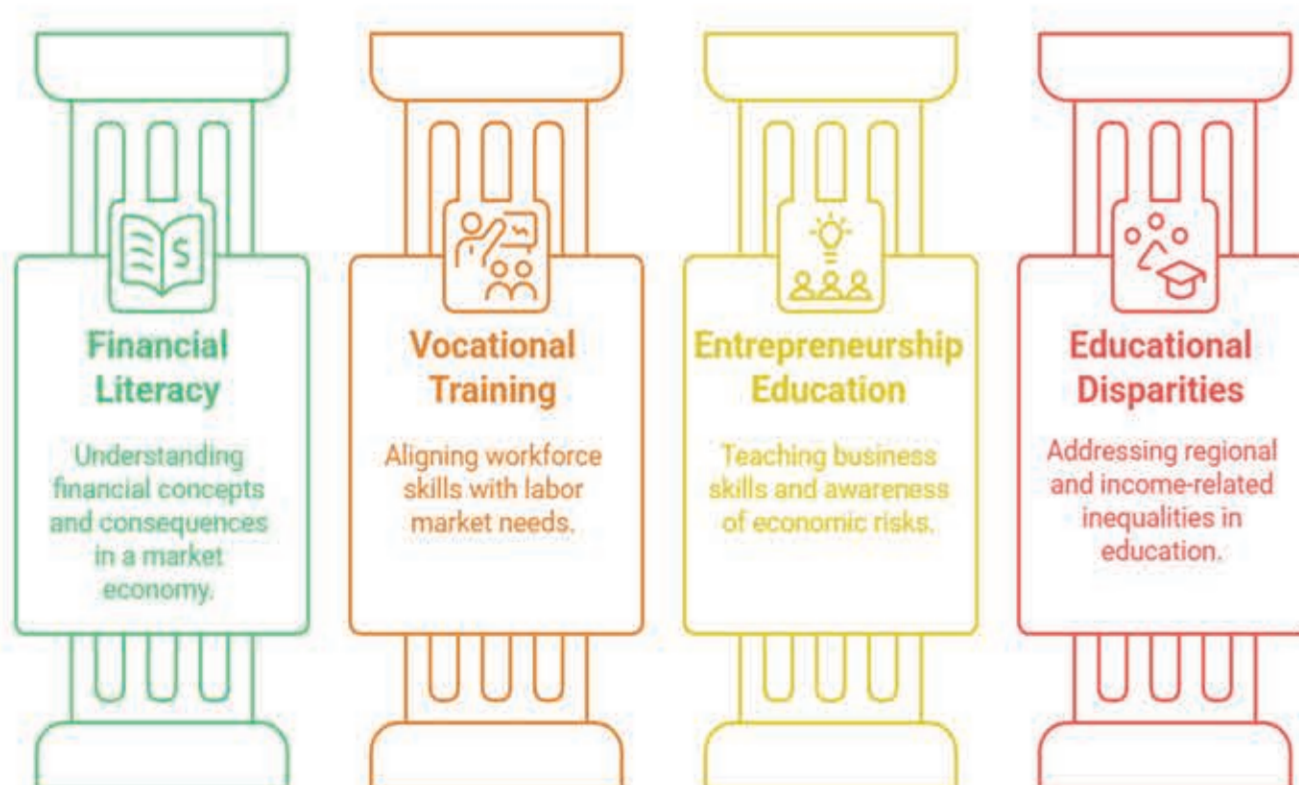 $
Financial
Literacy
Understanding
financial concepts
and consequences
in a market
economy.
Vocational
Training
Aligning workforce
skills with labor
market needs.
Entrepreneurship
Education
Teaching business
skills and awareness
of economic risks.
Educational
Disparities
Addressing regional
and income-related
inequalities in
education.